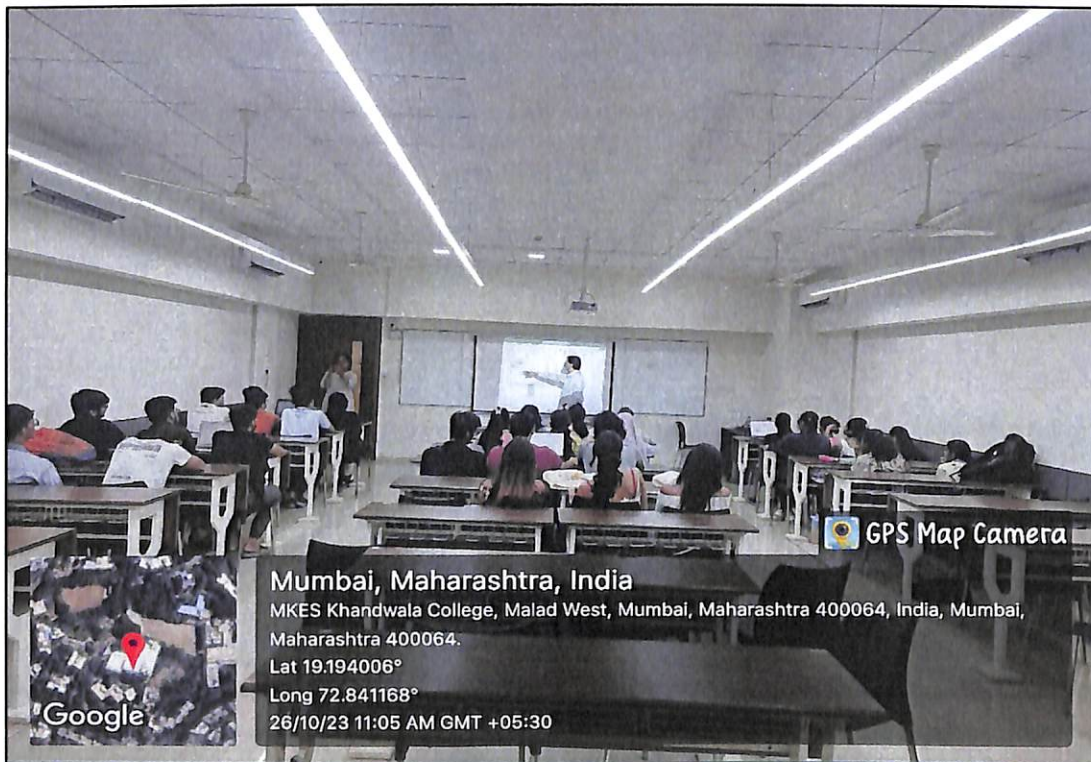 GPS Map Camera
Mumbai, Maharashtra, India
MKES Khandwala College, Malad West, Mumbai, Maharashtra 400064, India, Mumbai,
Maharashtra 400064.
Lat 19.194006°
Long 72.841168°
26/10/23 11:05 AM GMT +05:30
Google